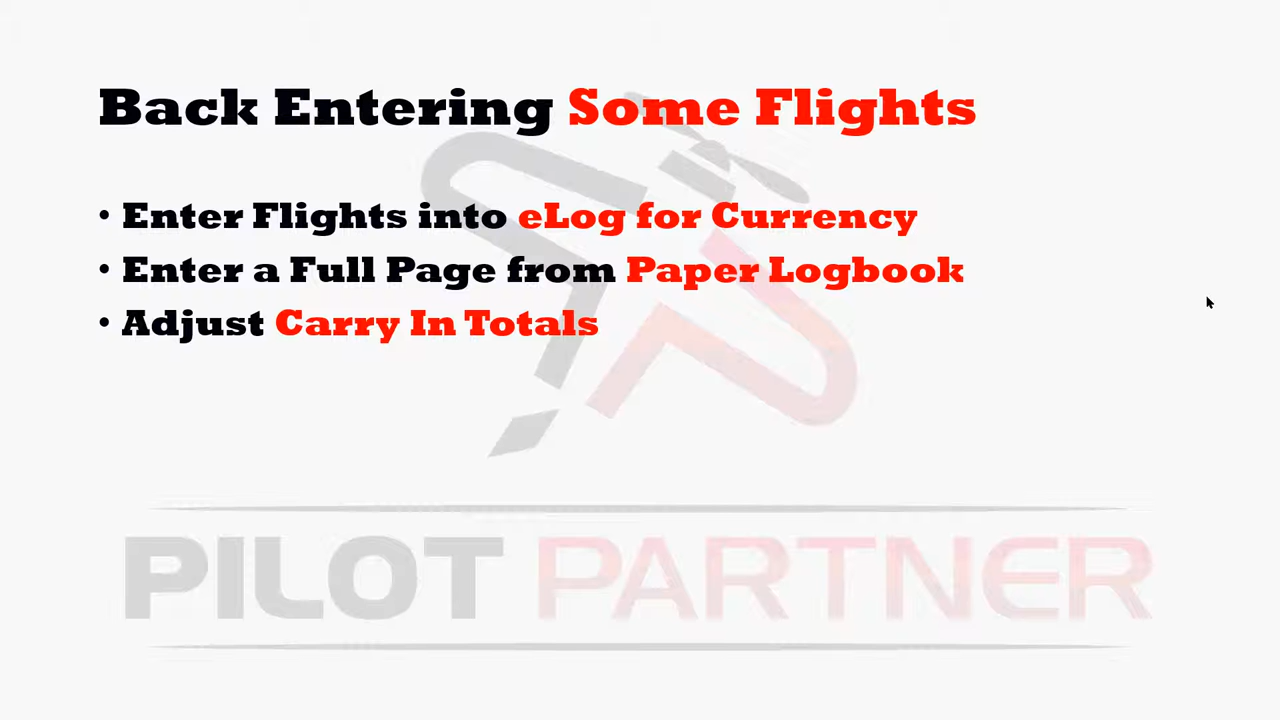 Back Entering Some Flights
• Enter Flights into eLog for Currency
• Enter a Full Page from Paper Logbook
• Adjust Carry In Totals
PILOT PARTNER